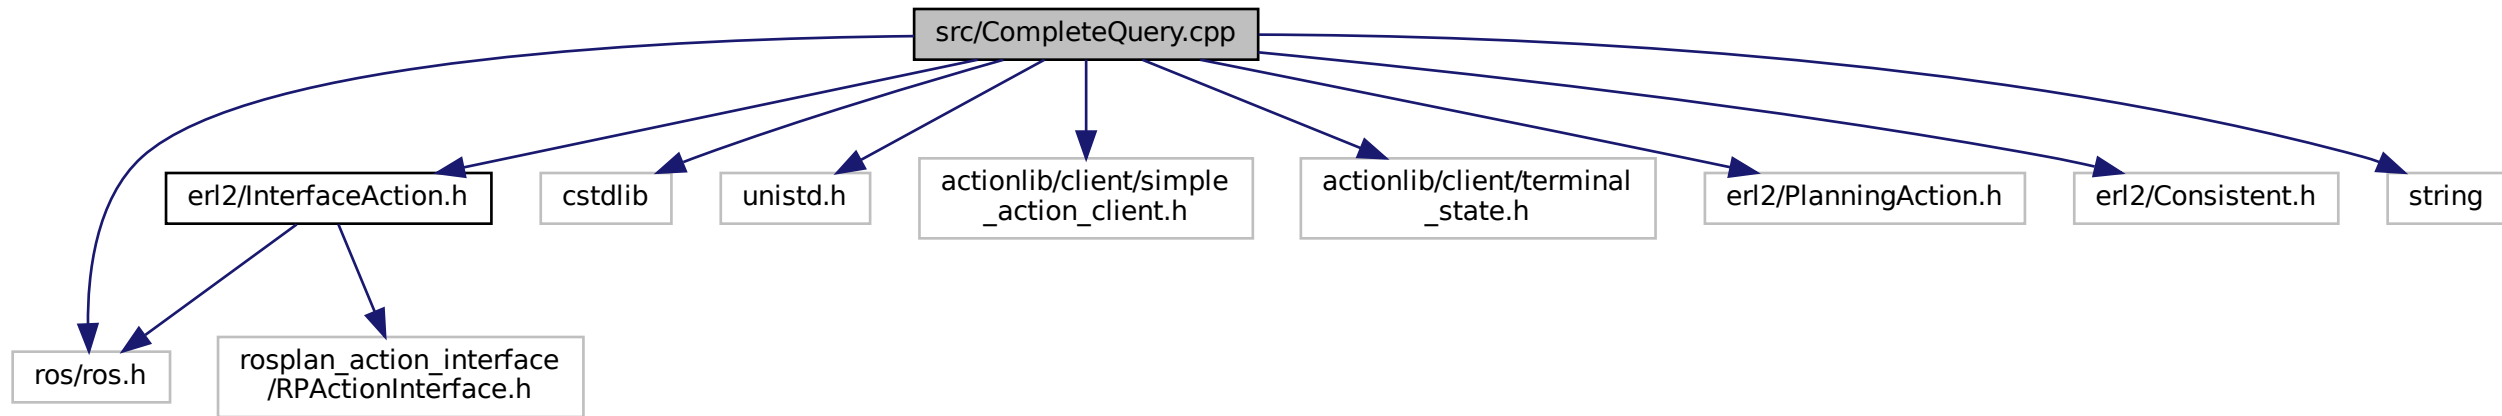 src/CompleteQuery.cpp
erl2/InterfaceAction.h
cstdlib
unistd.h
actionlib/client/simple
_action_client.h
actionlib/client/terminal
_state.h
erl2/PlanningAction.h
erl2/Consistent.h
string
ros/ros.h
rosplan_action_interface
/RPActionInterface.h